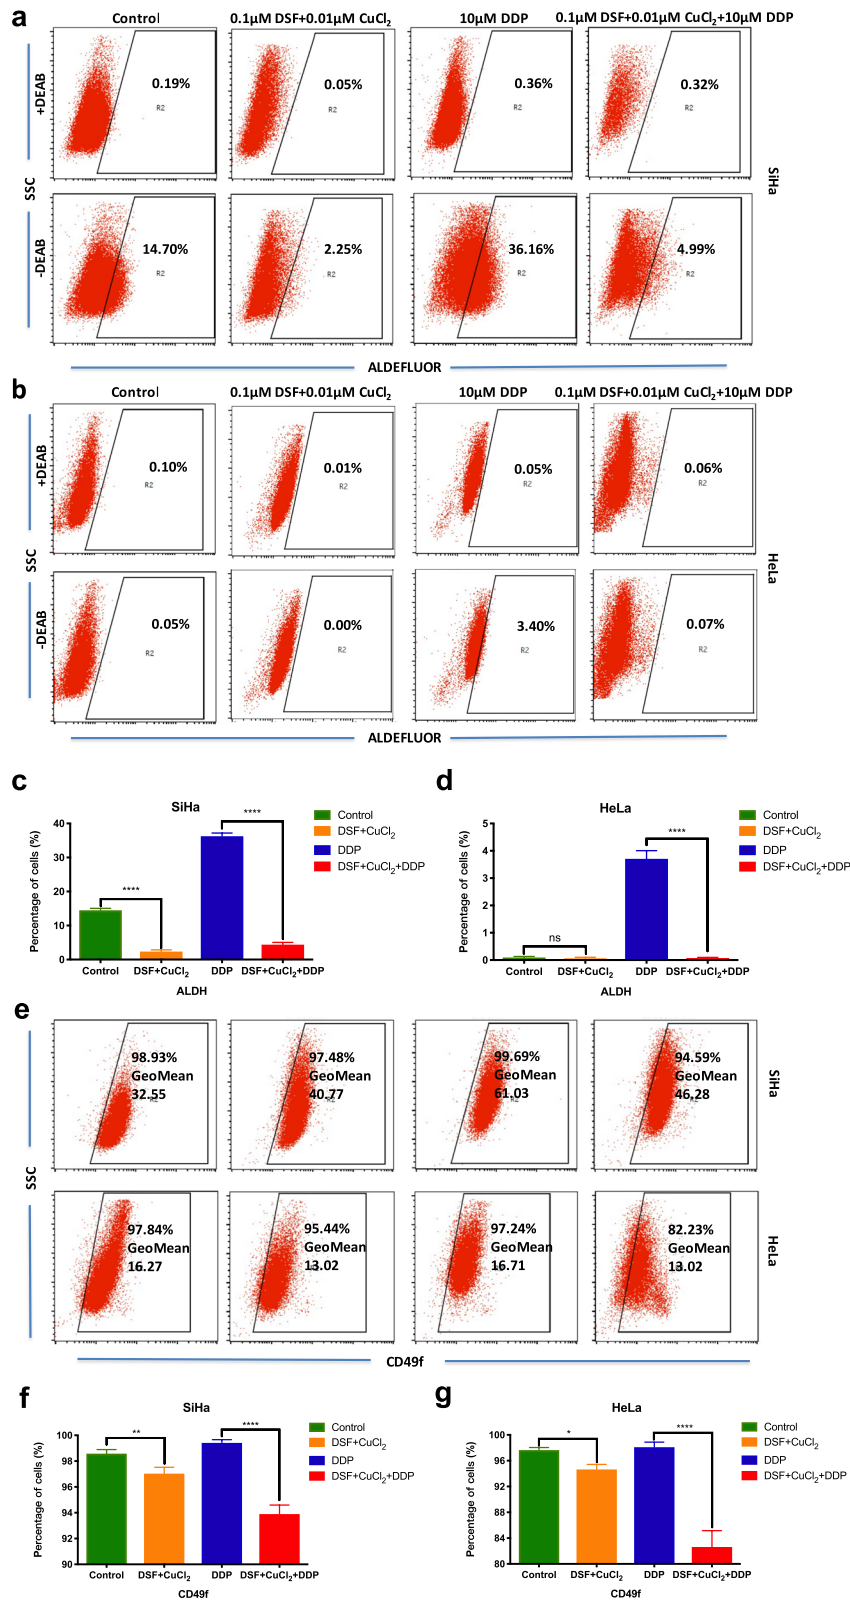 a
Control
0.1µM DSF+0.01µM CuCl2
10µM DDP
0.1µM DSF+0.01µM CuCl2+10µM DDP
+DEAB
0.19%
R2
0.05%
R2
0.36%
R2
0.32%
R2
SSC
SiHa
-DEAB
14.70%
R2
2.25%
R2
36.16%
R2
4.99%
R2
ALDEFLUOR
b
Control
0.1µM DSF+0.01µM CuCl2
10µM DDP
0.1µM DSF+0.01µM CuCl2+10µM DDP
+DEAB
0.10%
R2
0.01%
R2
0.05%
R2
0.06%
R2
SSC
HeLa
-DEAB
0.05%
R2
0.00%
R2
3.40%
R2
0.07%
R2
ALDEFLUOR
c
SiHa
Percentage of cells (%)
40
30
20
10
0
****
****
Control
DSF+CuCl2
DDP
DSF+CuCl2+DDP
ALDH
Control
DSF+CuCl2
DDP
DSF+CuCl2+DDP
d
HeLa
Percentage of cells (%)
5
4
3
2
1
0
ns
****
Control
DSF+CuCl2
DDP
DSF+CuCl2+DDP
ALDH
Control
DSF+CuCl2
DDP
DSF+CuCl2+DDP
e
98.93%
GeoMean
32.55
97.48%
GeoMean
40.77
99.69%
GeoMean
61.03
94.59%
GeoMean
46.28
SiHa
SSC
97.84%
GeoMean
16.27
95.44%
GeoMean
13.02
97.24%
GeoMean
16.71
82.23%
GeoMean
13.02
HeLa
CD49f
f
SiHa
Percentage of cells (%)
100
98
96
94
92
90
**
****
Control
DSF+CuCl2
DDP
DSF+CuCl2+DDP
CD49f
Control
DSF+CuCl2
DDP
DSF+CuCl2+DDP
g
HeLa
Percentage of cells (%)
100
96
92
88
84
80
*
****
Control
DSF+CuCl2
DDP
DSF+CuCl2+DDP
CD49f
Control
DSF+CuCl2
DDP
DSF+CuCl2+DDP